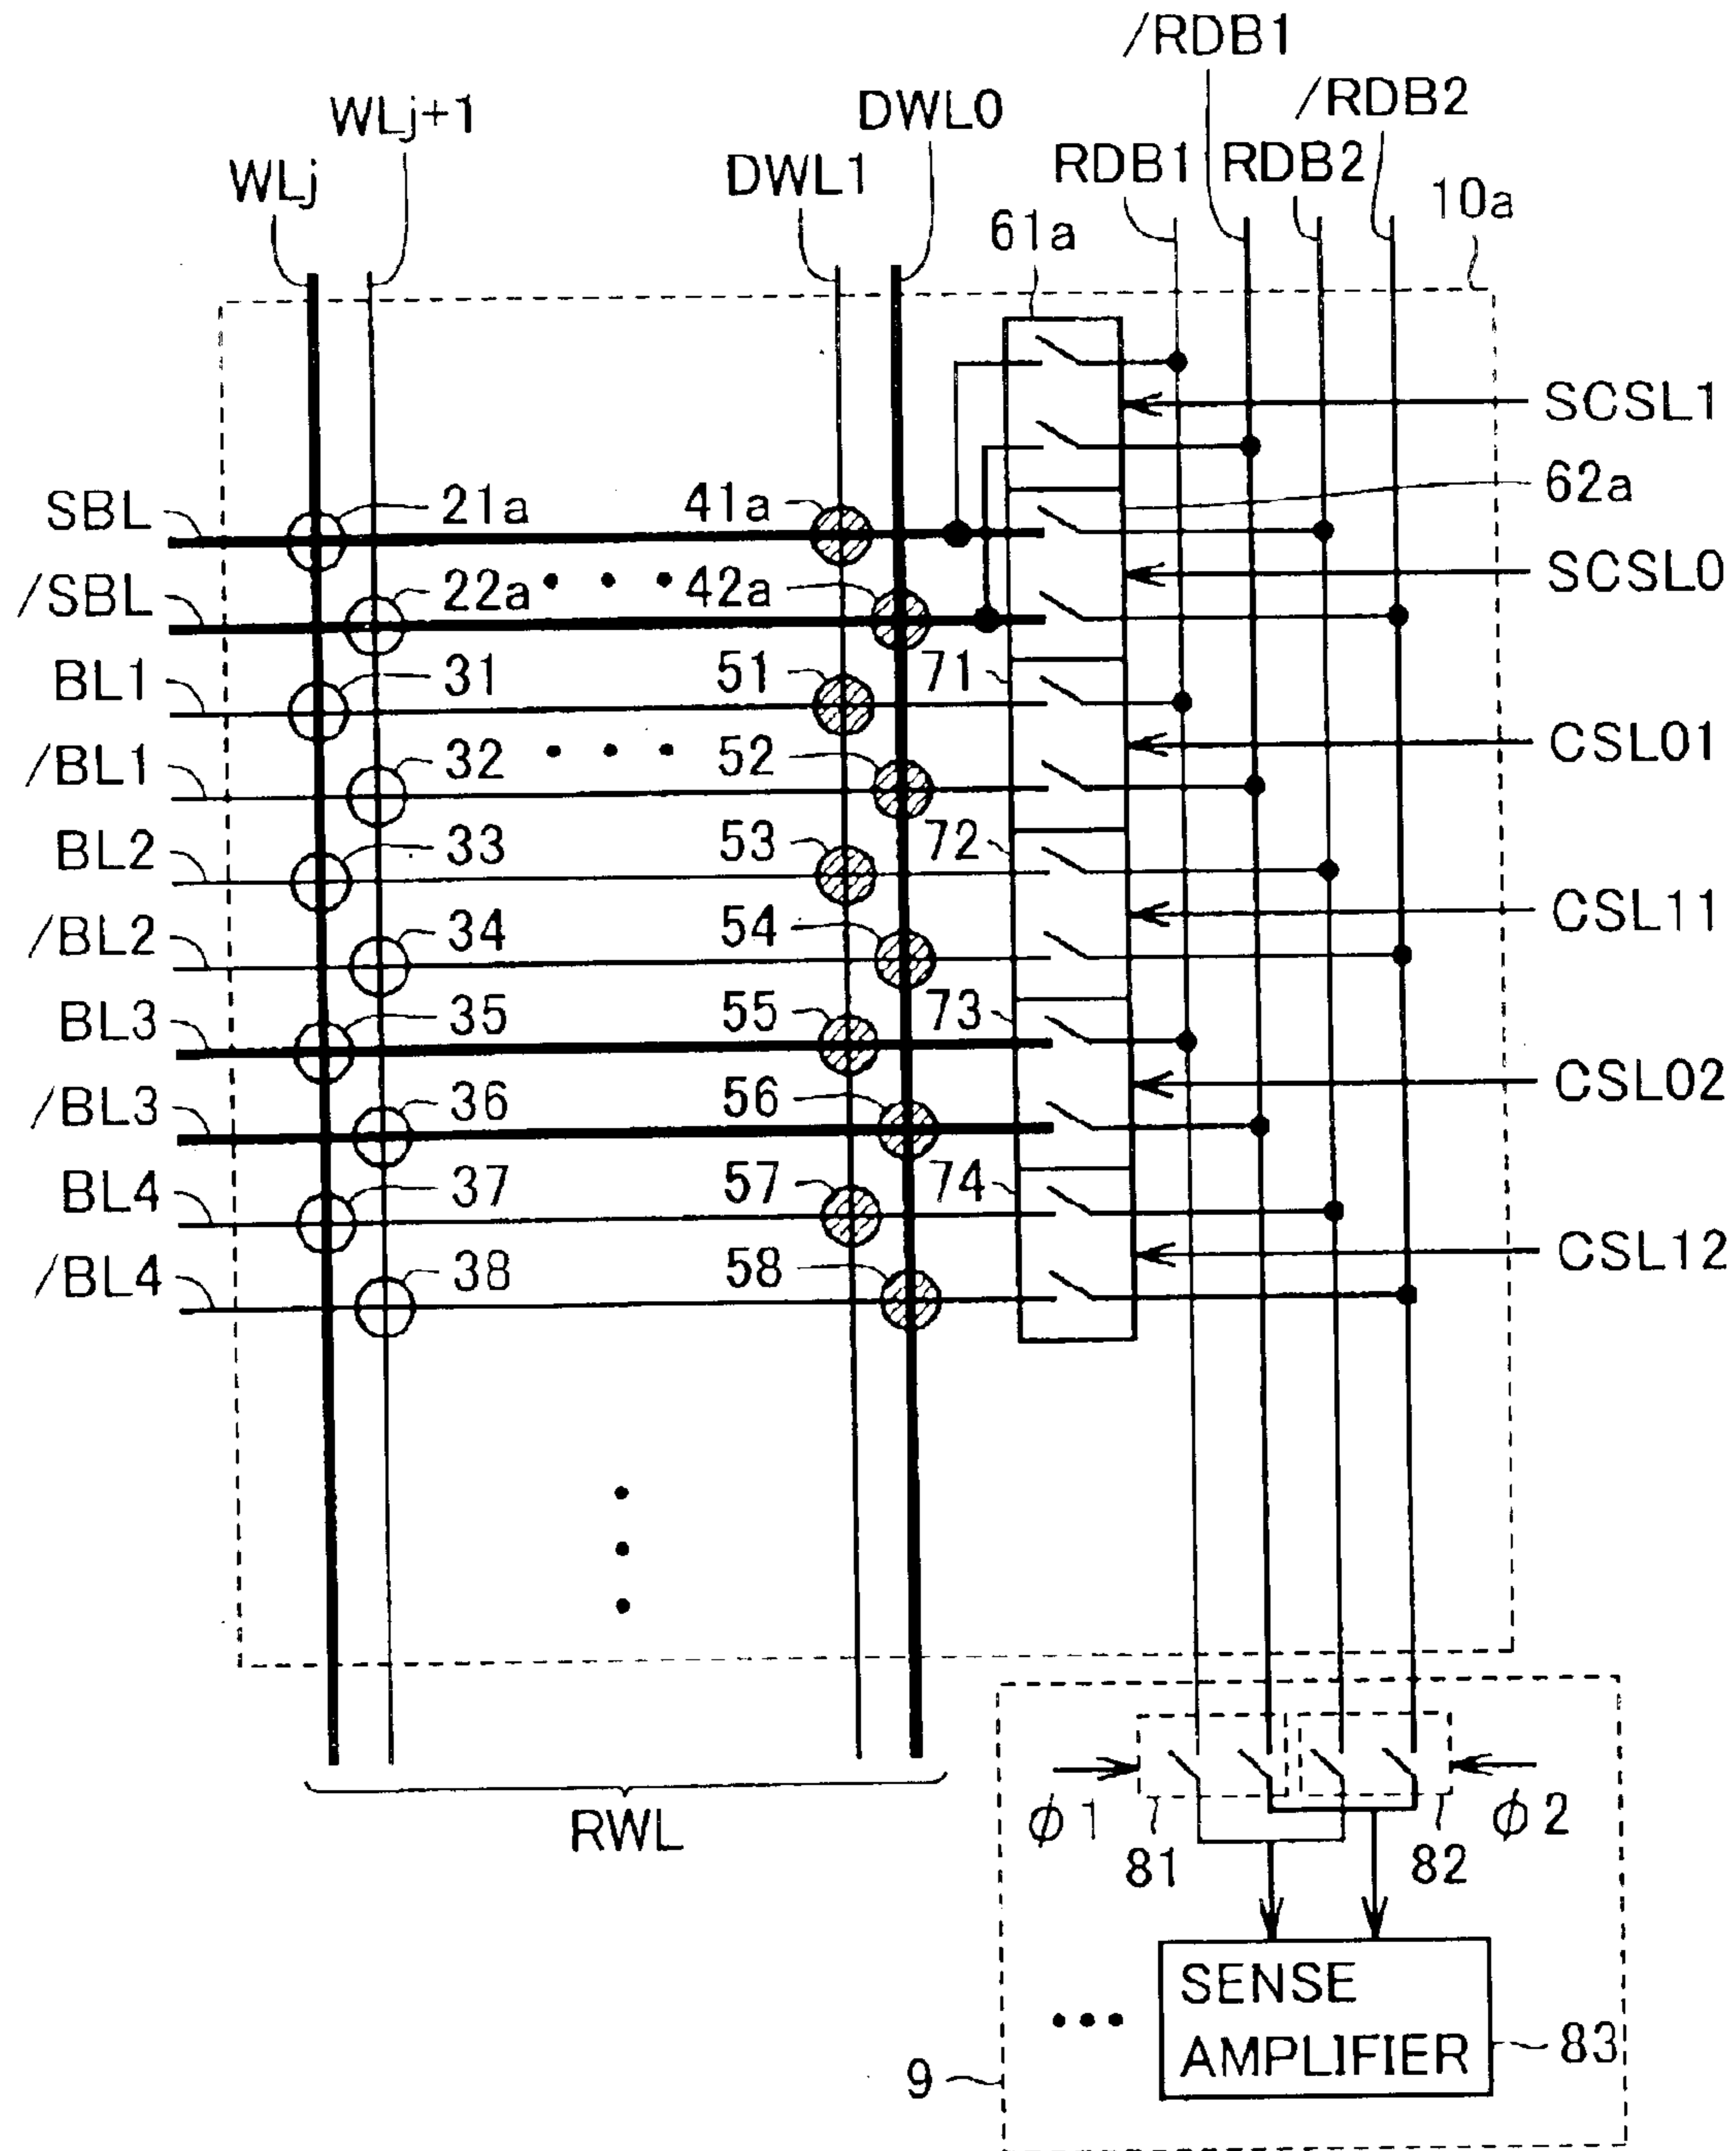 /RDB1
WLj+1
DWL0
/RDB2
WLj
DWL1
RDB1
RDB2
61a
10a
SCSL1
62a
SBL
21a
41a
SCSL0
/SBL
22a
42a
BL1
31
51
71
CSL01
/BL1
32
52
BL2
33
53
72
CSL11
/BL2
34
54
BL3
35
55
73
CSL02
/BL3
36
56
BL4
37
57
74
CSL12
/BL4
38
58
RWL
ϕ1
81
82
ϕ2
SENSE
AMPLIFIER
83
9